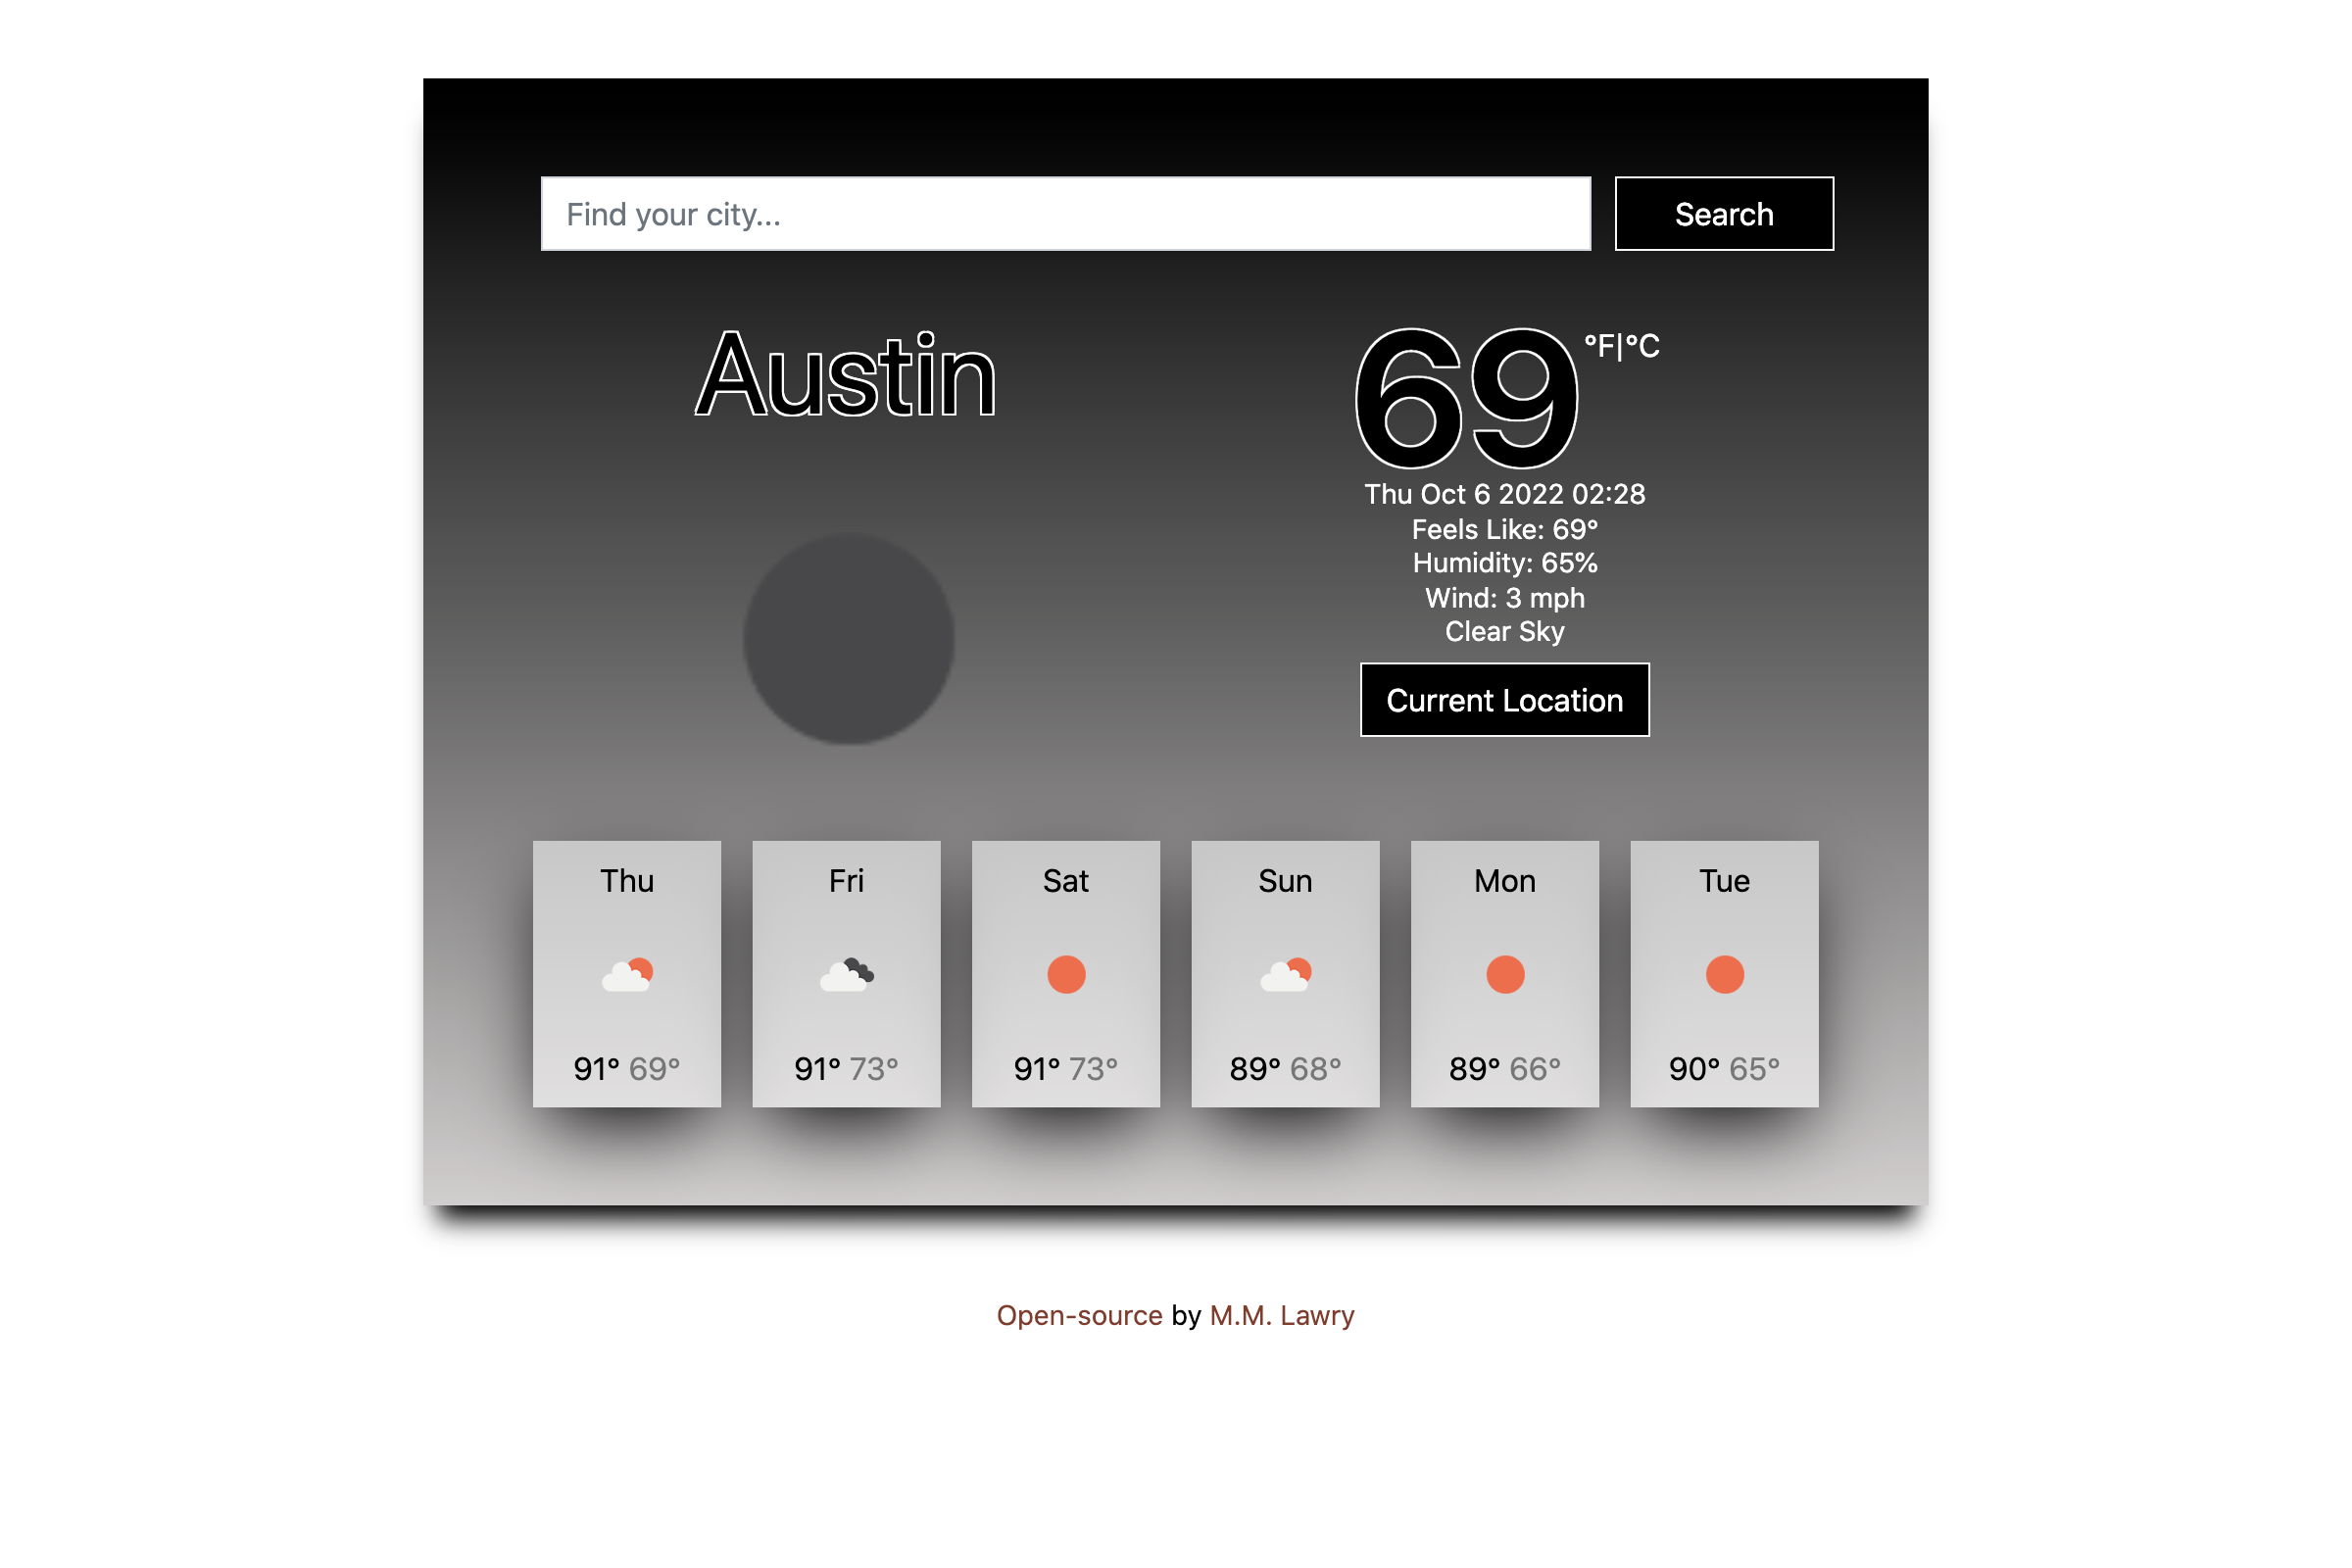 Find your city...
Search
Austin
69 °F|°C
Thu Oct 6 2022 02:28
Feels Like: 69°
Humidity: 65%
Wind: 3 mph
Clear Sky
Current Location
Thu
91° 69°
Fri
91° 73°
Sat
91° 73°
Sun
89° 68°
Mon
89° 66°
Tue
90° 65°
Open-source by M.M. Lawry